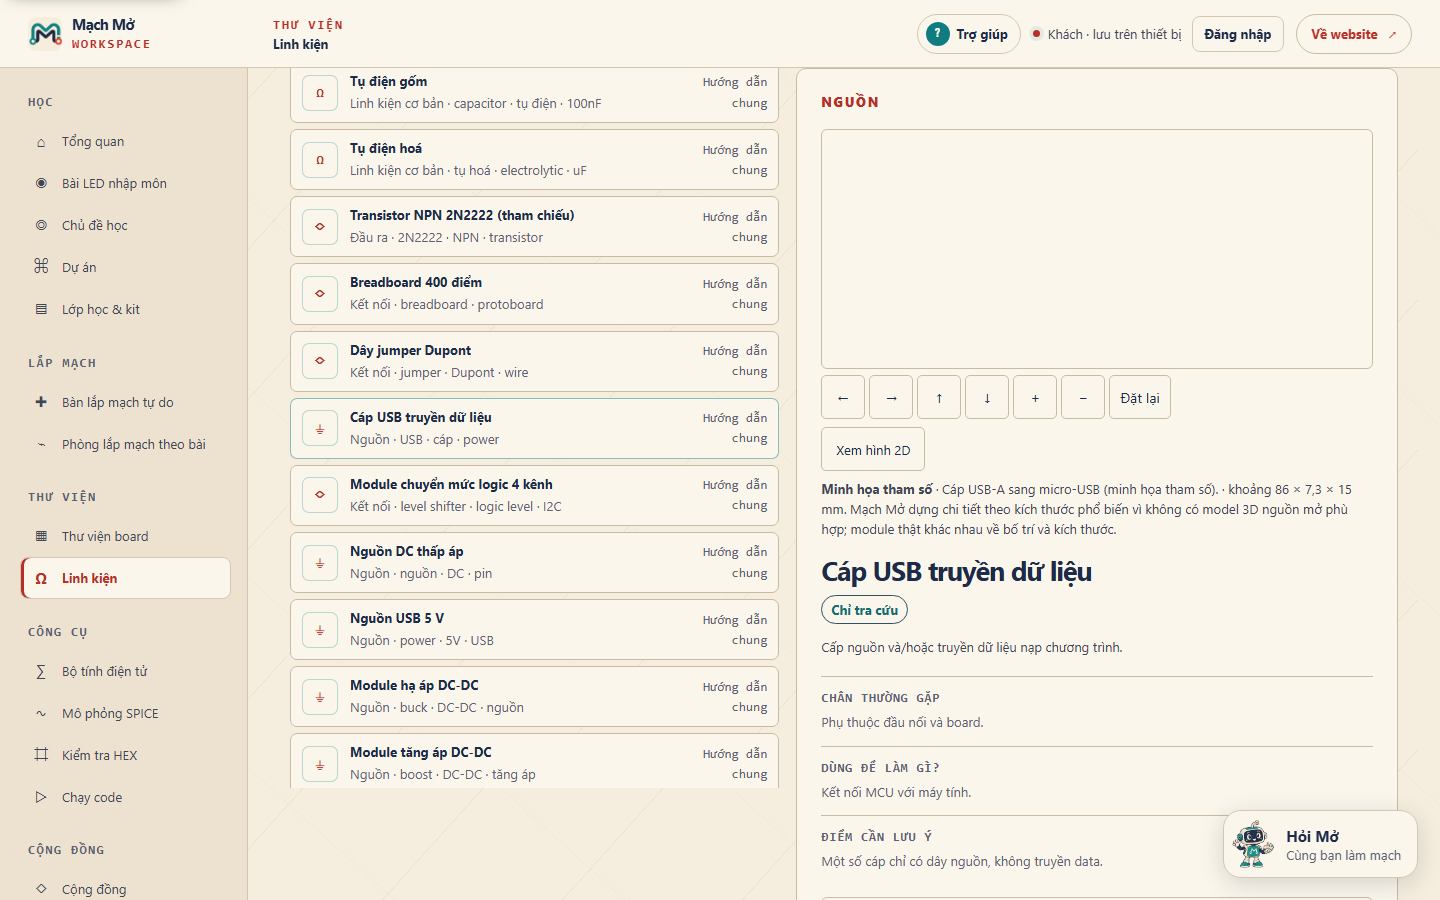 Mạch Mở
WORKSPACE
THƯ VIỆN
Linh kiện
? Trợ giúp
Khách · lưu trên thiết bị
Đăng nhập
Về website ↗
HỌC
Tổng quan
Bài LED nhập môn
Chủ đề học
Dự án
Lớp học & kit
LẮP MẠCH
Bàn lắp mạch tự do
Phòng lắp mạch theo bài
THƯ VIỆN
Thư viện board
Linh kiện
CÔNG CỤ
Bộ tính điện tử
Mô phỏng SPICE
Kiểm tra HEX
Chạy code
CỘNG ĐỒNG
Cộng đồng
Tụ điện gốm
Linh kiện cơ bản · capacitor · tụ điện · 100nF
Hướng dẫn
chung
Tụ điện hoá
Linh kiện cơ bản · tụ hoá · electrolytic · uF
Hướng dẫn
chung
Transistor NPN 2N2222 (tham chiếu)
Đầu ra · 2N2222 · NPN · transistor
Hướng dẫn
chung
Breadboard 400 điểm
Kết nối · breadboard · protoboard
Hướng dẫn
chung
Dây jumper Dupont
Kết nối · jumper · Dupont · wire
Hướng dẫn
chung
Cáp USB truyền dữ liệu
Nguồn · USB · cáp · power
Hướng dẫn
chung
Module chuyển mức logic 4 kênh
Kết nối · level shifter · logic level · I2C
Hướng dẫn
chung
Nguồn DC thấp áp
Nguồn · nguồn · DC · pin
Hướng dẫn
chung
Nguồn USB 5 V
Nguồn · power · 5V · USB
Hướng dẫn
chung
Module hạ áp DC-DC
Nguồn · buck · DC-DC · nguồn
Hướng dẫn
chung
Module tăng áp DC-DC
Nguồn · boost · DC-DC · tăng áp
Hướng dẫn
chung
NGUỒN
← → ↑ ↓ + − Đặt lại
Xem hình 2D
Minh họa tham số · Cáp USB-A sang micro-USB (minh họa tham số). · khoảng 86 × 7,3 × 15
mm. Mạch Mở dựng chi tiết theo kích thước phổ biến vì không có model 3D nguồn mở phù
hợp; module thật khác nhau về bố trí và kích thước.
Cáp USB truyền dữ liệu
Chỉ tra cứu
Cấp nguồn và/hoặc truyền dữ liệu nạp chương trình.
CHÂN THƯỜNG GẶP
Phụ thuộc đầu nối và board.
DÙNG ĐỂ LÀM GÌ?
Kết nối MCU với máy tính.
ĐIỂM CẦN LƯU Ý
Một số cáp chỉ có dây nguồn, không truyền data.
Hỏi Mở
Cùng bạn làm mạch